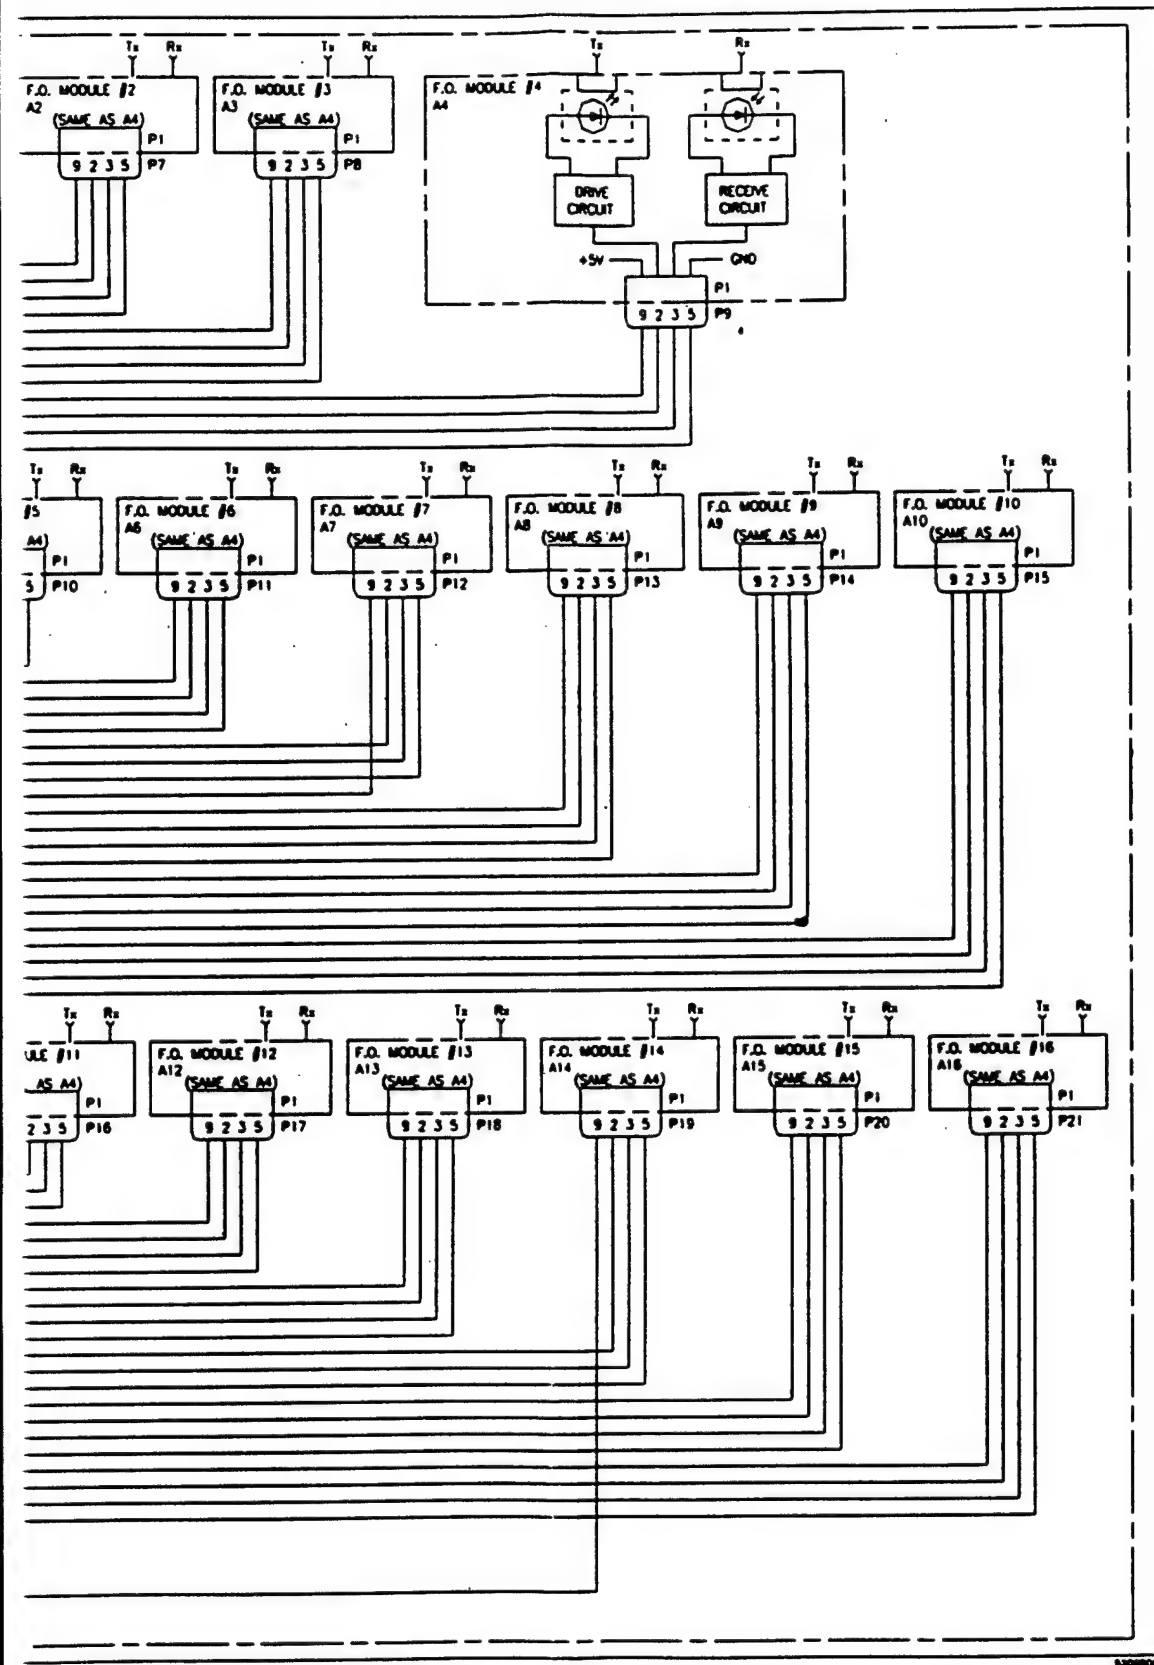 Tx Rx Tx Rx Tx Rx
F.O. MODULE #2
A2
(SAME AS A4)
P1
9 2 3 5 P7
F.O. MODULE #3
A3
(SAME AS A4)
P1
9 2 3 5 P8
F.O. MODULE #4
A4
DRIVE
CIRCUIT
RECEIVE
CIRCUIT
+5V GND
P1
9 2 3 5 P9
Tx Rx Tx Rx Tx Rx Tx Rx Tx Rx Tx Rx
#5
A4)
P1
5 P10
F.O. MODULE #6
A6
(SAME AS A4)
P1
9 2 3 5 P11
F.O. MODULE #7
A7
(SAME AS A4)
P1
9 2 3 5 P12
F.O. MODULE #8
A8
(SAME AS A4)
P1
9 2 3 5 P13
F.O. MODULE #9
A9
(SAME AS A4)
P1
9 2 3 5 P14
F.O. MODULE #10
A10
(SAME AS A4)
P1
9 2 3 5 P15
Tx Rx Tx Rx Tx Rx Tx Rx Tx Rx Tx Rx
ULE #11
AS A4)
P1
2 3 5 P16
F.O. MODULE #12
A12
(SAME AS A4)
P1
9 2 3 5 P17
F.O. MODULE #13
A13
(SAME AS A4)
P1
9 2 3 5 P18
F.O. MODULE #14
A14
(SAME AS A4)
P1
9 2 3 5 P19
F.O. MODULE #15
A15
(SAME AS A4)
P1
9 2 3 5 P20
F.O. MODULE #16
A16
(SAME AS A4)
P1
9 2 3 5 P21